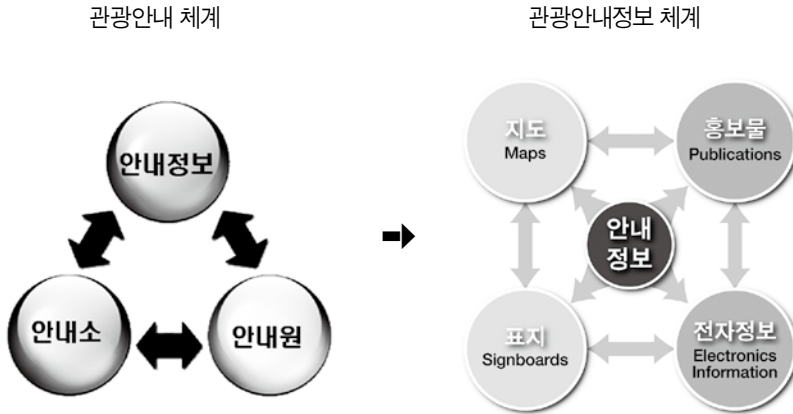 관광안내 체계
관광안내정보 체계
안내정보
안내소
안내원
지도
Maps
홍보물
Publications
안내
정보
표지
Signboards
전자정보
Electronics
Information